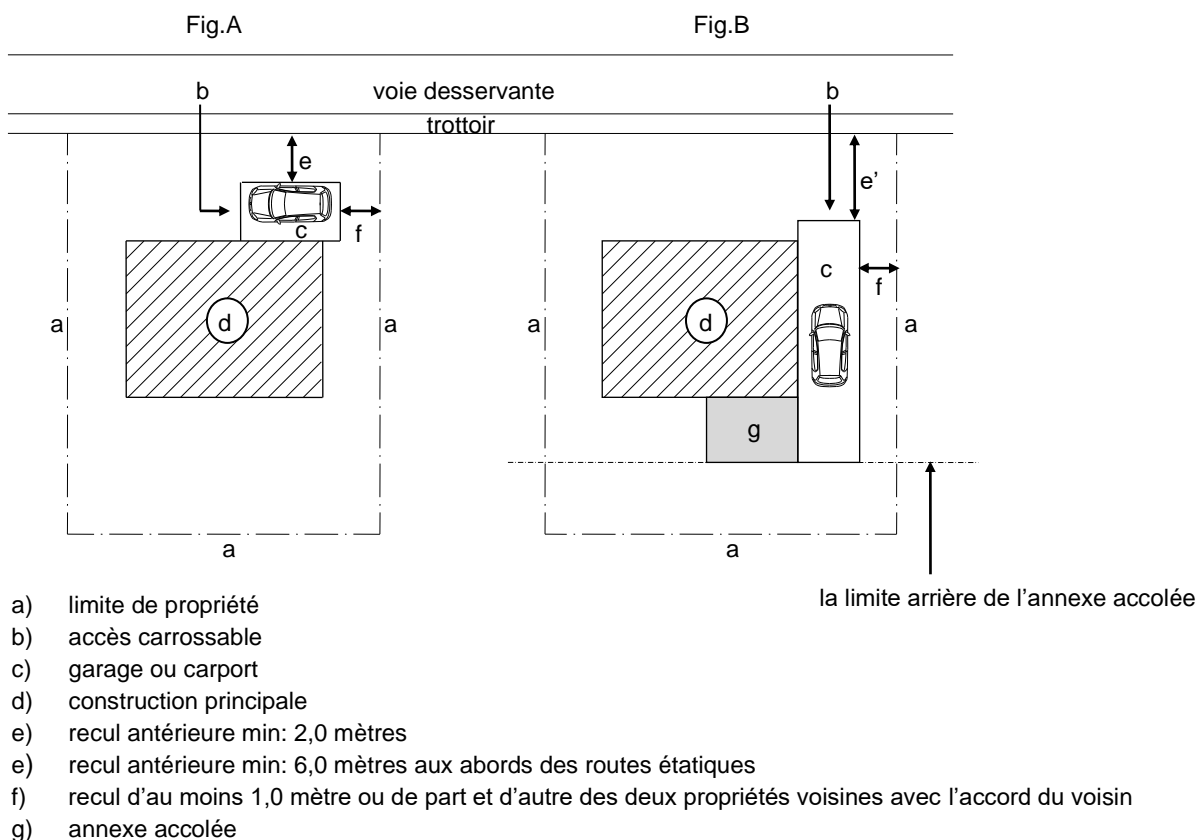 Fig.A Fig.B
b voie desservante b
trottoir
e e’
c f c f
a d a a d a
g
a a
la limite arrière de l’annexe accolée
a) limite de propriété
b) accès carrossable
c) garage ou carport
d) construction principale
e) recul antérieure min: 2,0 mètres
e) recul antérieure min: 6,0 mètres aux abords des routes étatiques
f) recul d’au moins 1,0 mètre ou de part et d’autre des deux propriétés voisines avec l’accord du voisin
g) annexe accolée